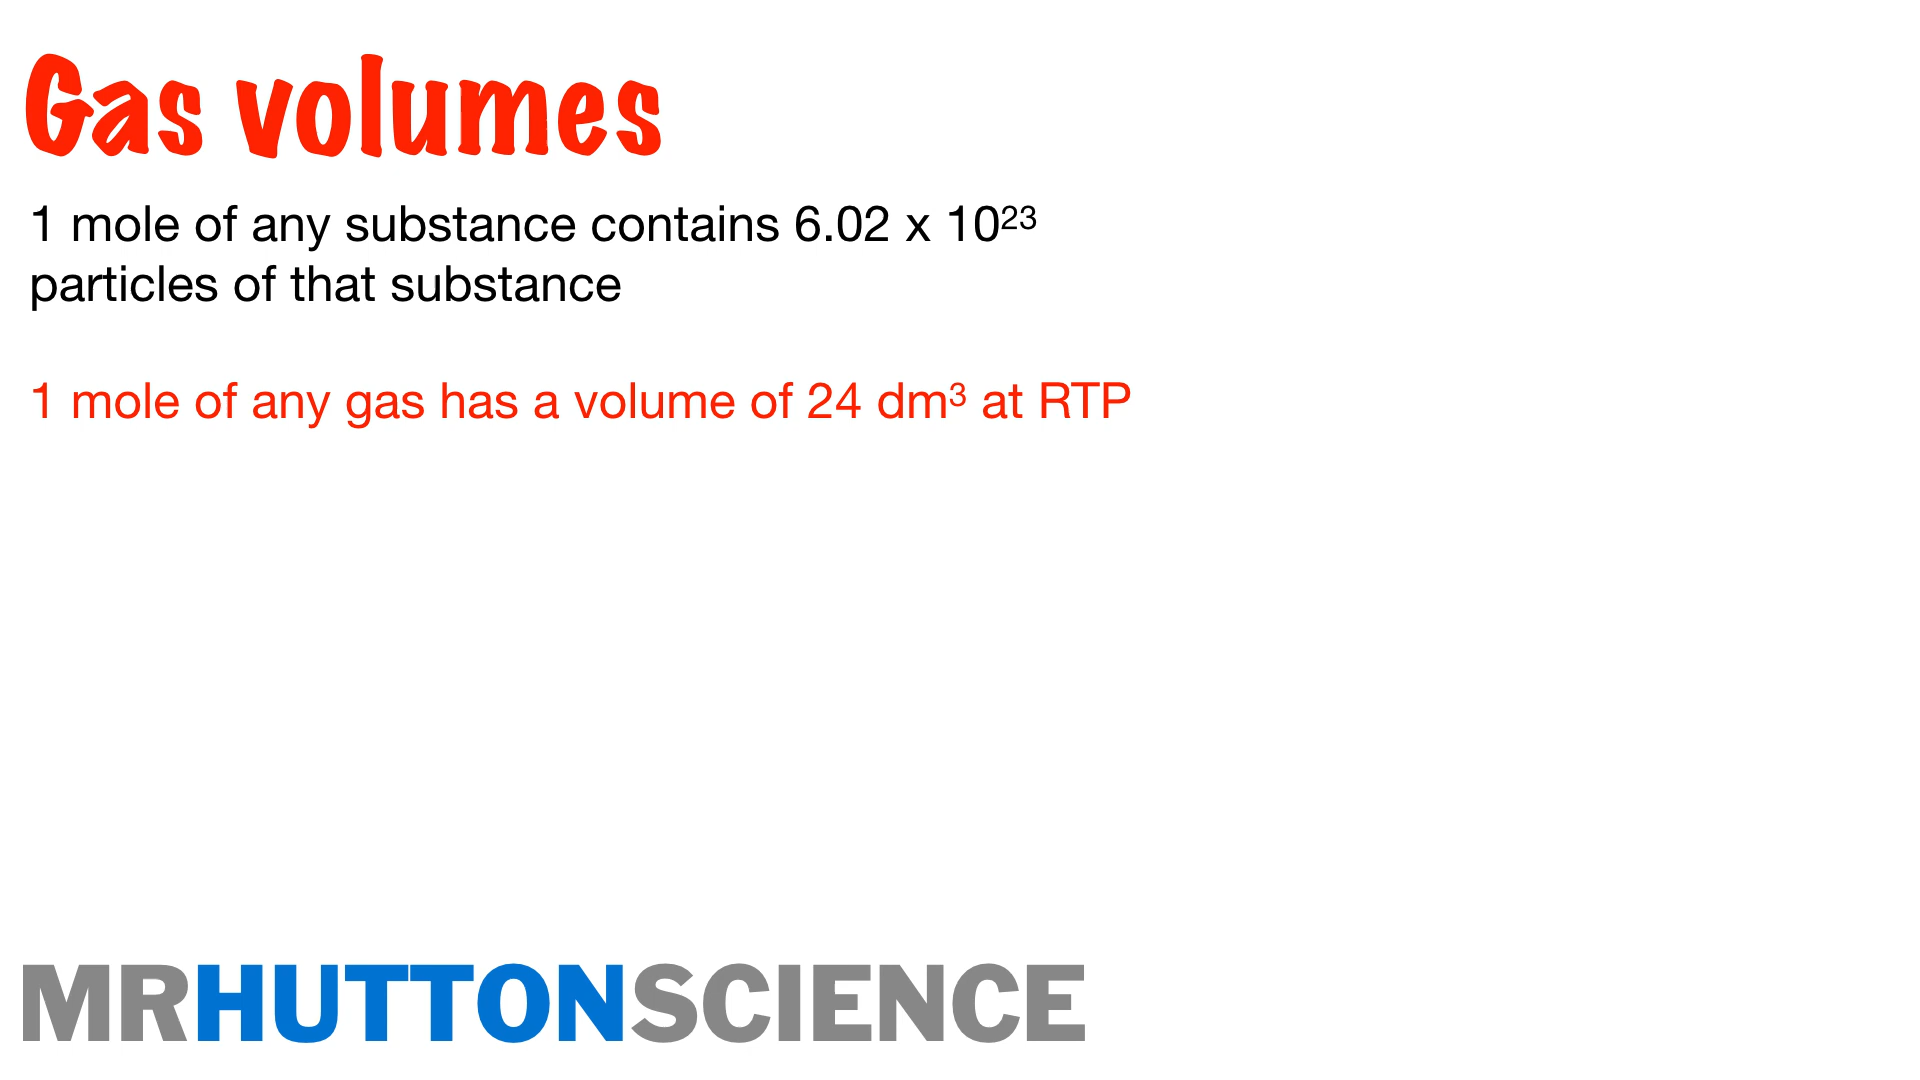 Gas volumes
1 mole of any substance contains 6.02 x 10²³
particles of that substance
1 mole of any gas has a volume of 24 dm³ at RTP
MRHUTTONSCIENCE